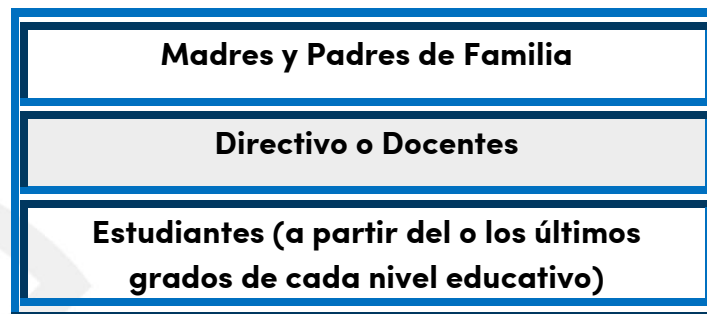 Madres y Padres de Familia
Directivo o Docentes
Estudiantes (a partir del o los últimos
grados de cada nivel educativo)